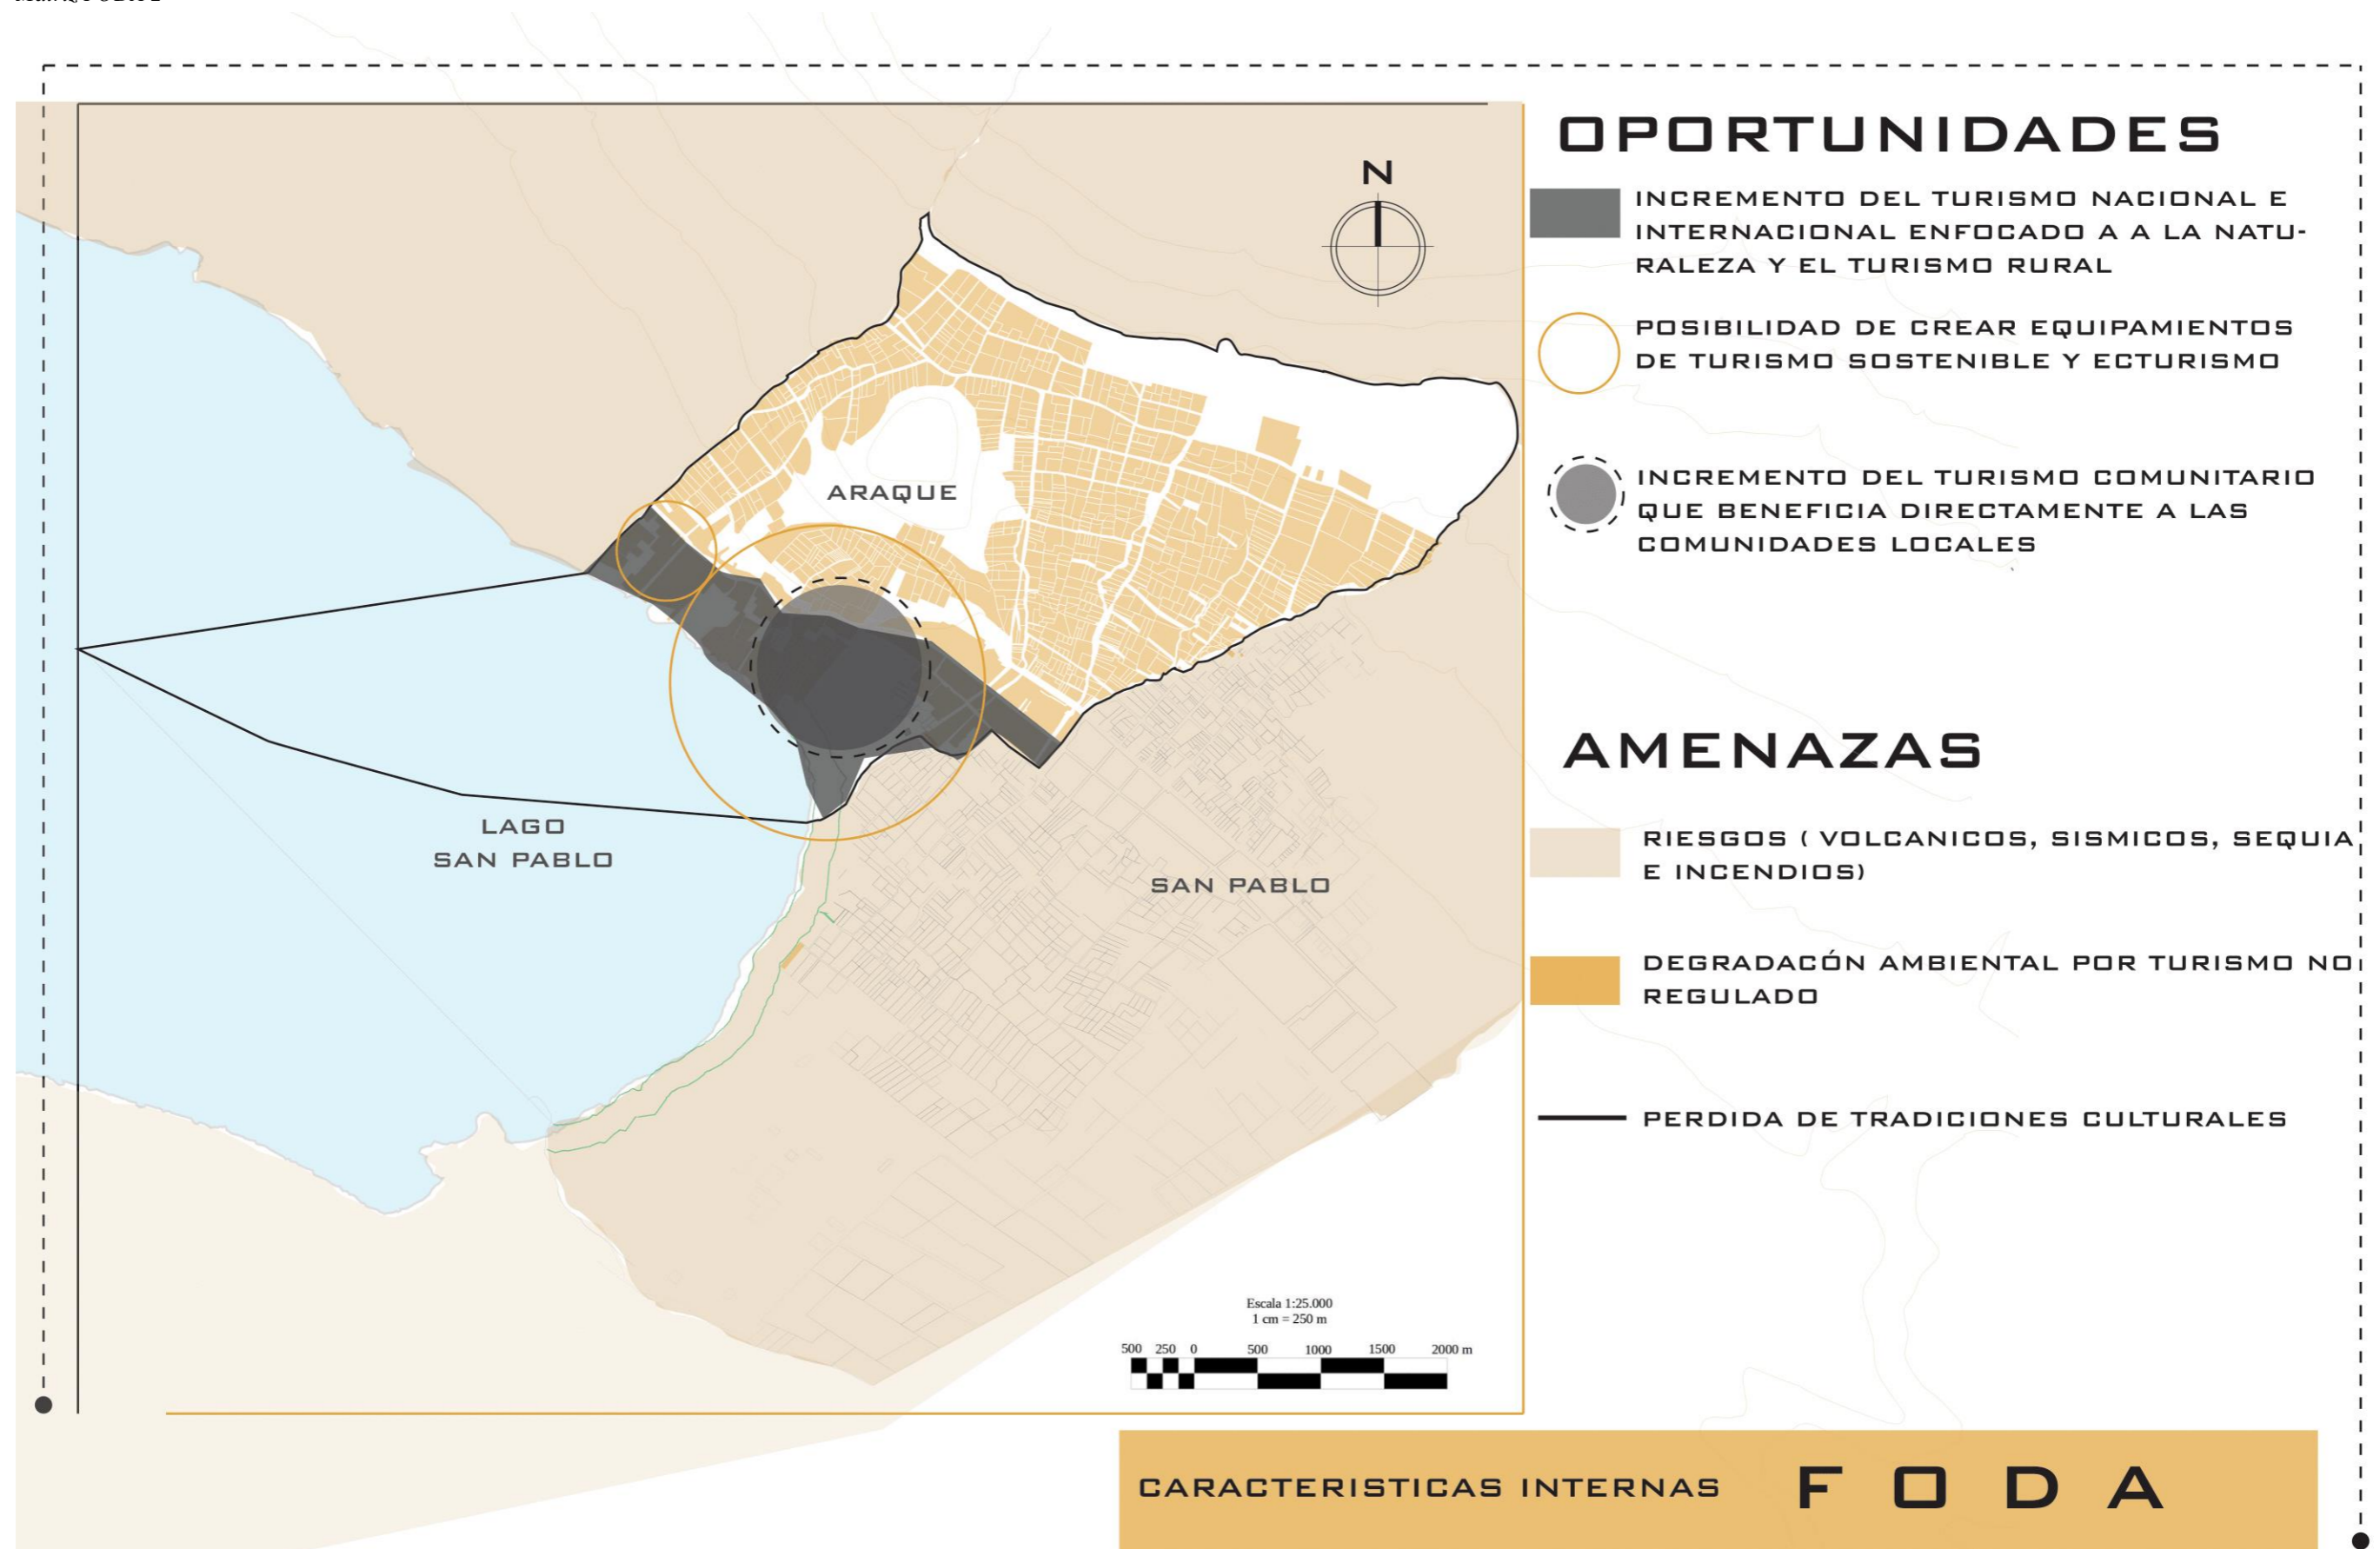 OPORTUNIDADES
INCREMENTO DEL TURISMO NACIONAL E
INTERNACIONAL ENFOCADO A A LA NATU-
RALEZA Y EL TURISMO RURAL
POSIBILIDAD DE CREAR EQUIPAMIENTOS
DE TURISMO SOSTENIBLE Y ECTURISMO
INCREMENTO DEL TURISMO COMUNITARIO
QUE BENEFICIA DIRECTAMENTE A LAS
COMUNIDADES LOCALES
AMENAZAS
RIESGOS ( VOLCANICOS, SISMICOS, SEQUIA
E INCENDIOS)
DEGRADACÓN AMBIENTAL POR TURISMO NO
REGULADO
PERDIDA DE TRADICIONES CULTURALES
N
ARAQUE
LAGO
SAN PABLO
SAN PABLO
Escala 1:25.000
1 cm = 250 m
500 250 0 500 1000 1500 2000 m
CARACTERISTICAS INTERNAS FODA